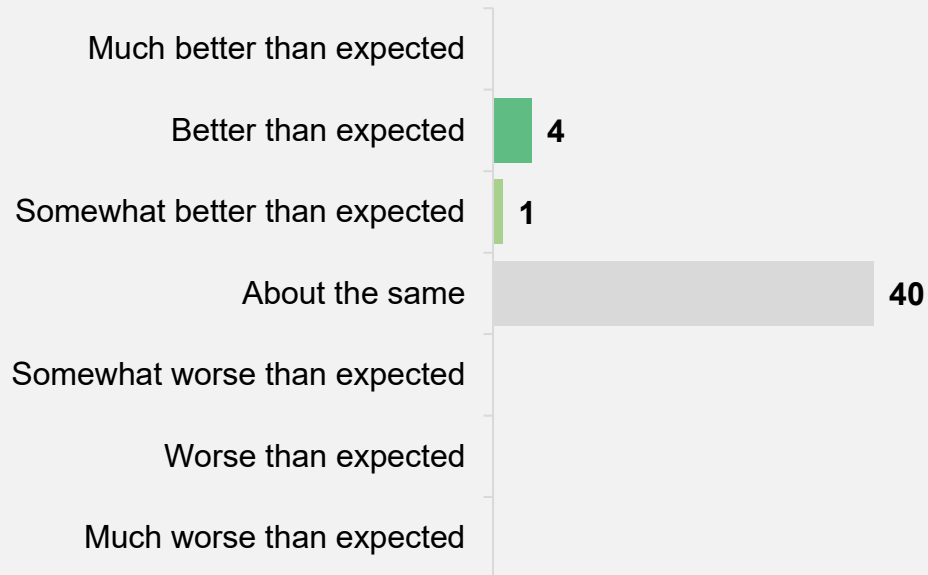 Much better than expected
Better than expected 4
Somewhat better than expected 1
About the same 40
Somewhat worse than expected
Worse than expected
Much worse than expected